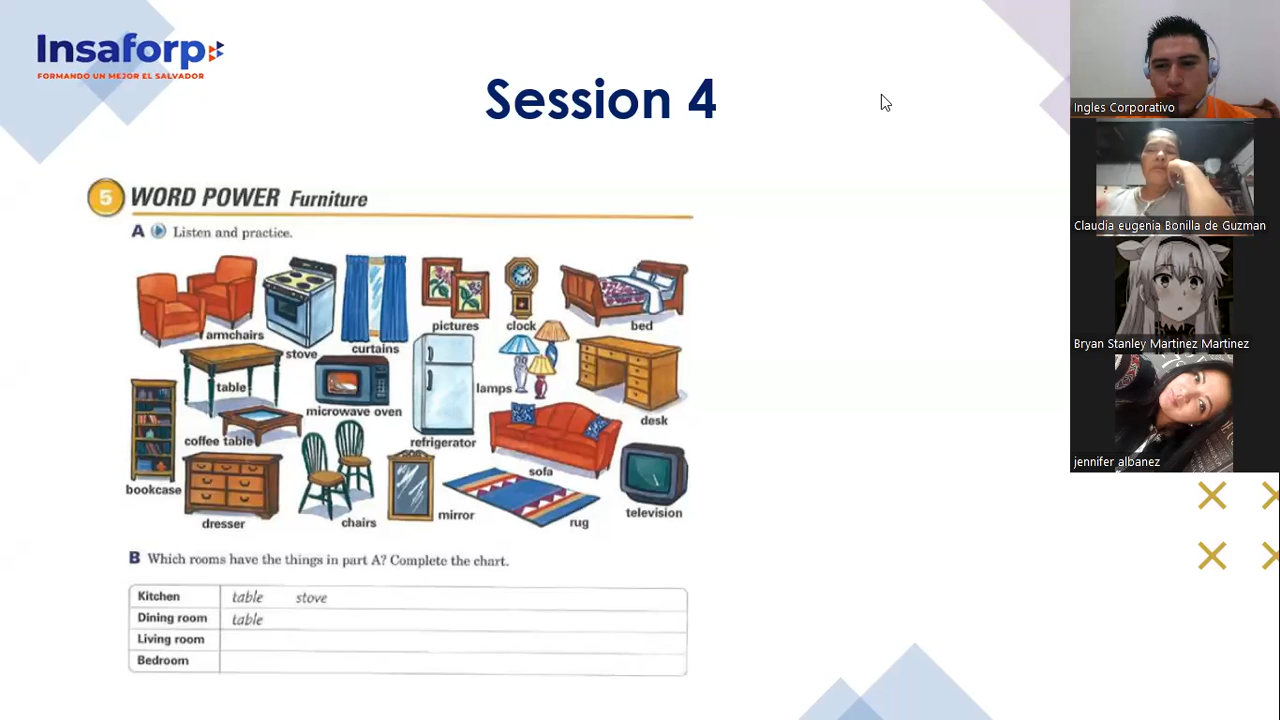 Insaforp
FORMANDO UN MEJOR EL SALVADOR
Session 4
5 WORD POWER Furniture
A Listen and practice.
armchairs
stove
curtains
pictures
clock
bed
table
microwave oven
lamps
desk
coffee table
refrigerator
sofa
bookcase
dresser
chairs
mirror
rug
television
B Which rooms have the things in part A? Complete the chart.
Kitchen table stove
Dining room table
Living room
Bedroom
Ingles Corporativo
Claudia eugenia Bonilla de Guzman
Bryan Stanley Martinez Martinez
jennifer albanez